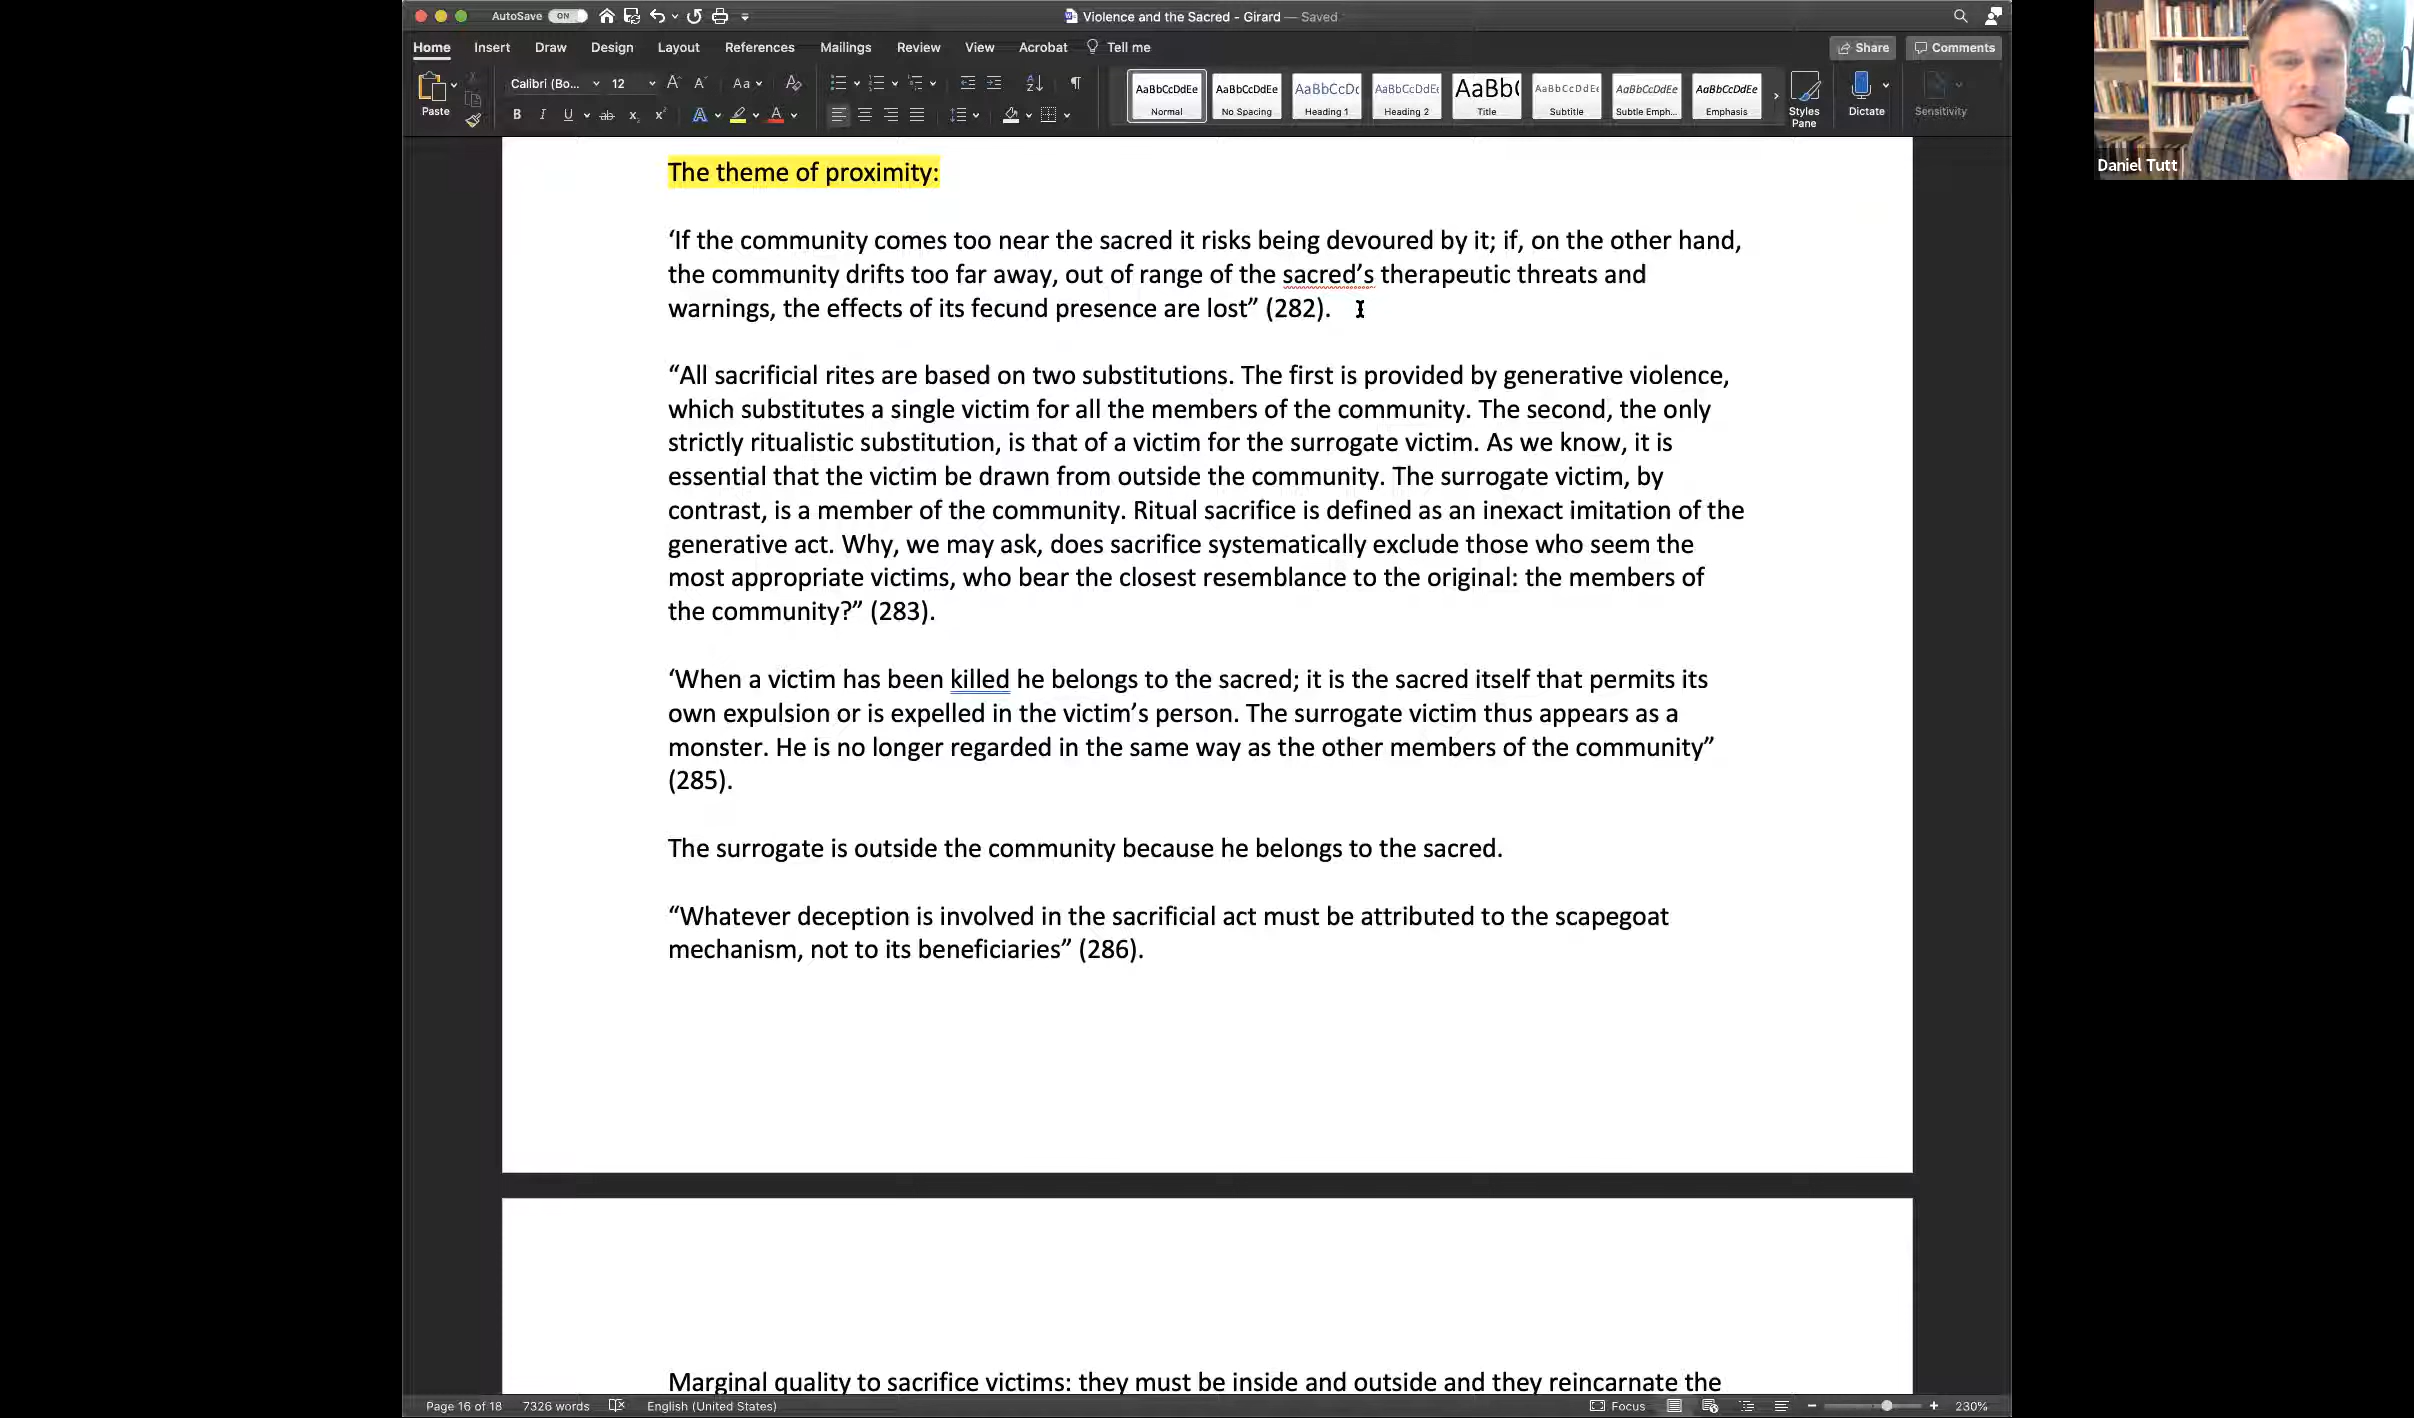 AutoSave ON
Violence and the Sacred - Girard — Saved
Home Insert Draw Design Layout References Mailings Review View Acrobat Tell me
Share Comments
Paste
Calibri (Bo... 12
AaBbCcDdEe AaBbCcDdEe AaBbCcDc AaBbCcDdEe AaBb( AaBbCcDdEe AaBbCcDdEe AaBbCcDdEe
Normal No Spacing Heading 1 Heading 2 Title Subtitle Subtle Emph... Emphasis
Styles Pane
Dictate
Sensitivity
Daniel Tutt
The theme of proximity:
‘If the community comes too near the sacred it risks being devoured by it; if, on the other hand,
the community drifts too far away, out of range of the sacred’s therapeutic threats and
warnings, the effects of its fecund presence are lost” (282).
“All sacrificial rites are based on two substitutions. The first is provided by generative violence,
which substitutes a single victim for all the members of the community. The second, the only
strictly ritualistic substitution, is that of a victim for the surrogate victim. As we know, it is
essential that the victim be drawn from outside the community. The surrogate victim, by
contrast, is a member of the community. Ritual sacrifice is defined as an inexact imitation of the
generative act. Why, we may ask, does sacrifice systematically exclude those who seem the
most appropriate victims, who bear the closest resemblance to the original: the members of
the community?” (283).
‘When a victim has been killed he belongs to the sacred; it is the sacred itself that permits its
own expulsion or is expelled in the victim’s person. The surrogate victim thus appears as a
monster. He is no longer regarded in the same way as the other members of the community”
(285).
The surrogate is outside the community because he belongs to the sacred.
“Whatever deception is involved in the sacrificial act must be attributed to the scapegoat
mechanism, not to its beneficiaries” (286).
Marginal quality to sacrifice victims: they must be inside and outside and they reincarnate the
Page 16 of 18 7326 words English (United States) Focus 230%